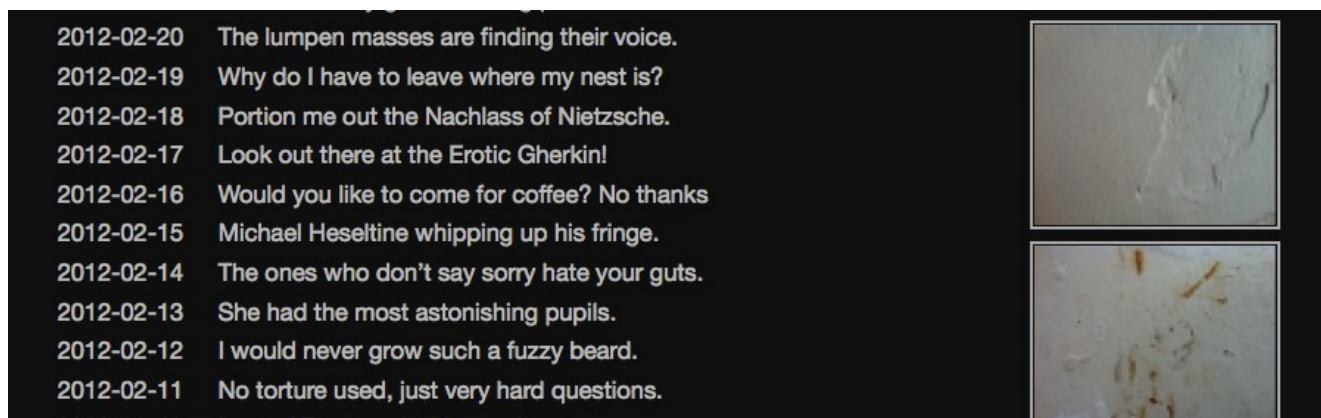 2012-02-20 The lumpen masses are finding their voice.
2012-02-19 Why do I have to leave where my nest is?
2012-02-18 Portion me out the Nachlass of Nietzsche.
2012-02-17 Look out there at the Erotic Gherkin!
2012-02-16 Would you like to come for coffee? No thanks
2012-02-15 Michael Heseltine whipping up his fringe.
2012-02-14 The ones who don’t say sorry hate your guts.
2012-02-13 She had the most astonishing pupils.
2012-02-12 I would never grow such a fuzzy beard.
2012-02-11 No torture used, just very hard questions.